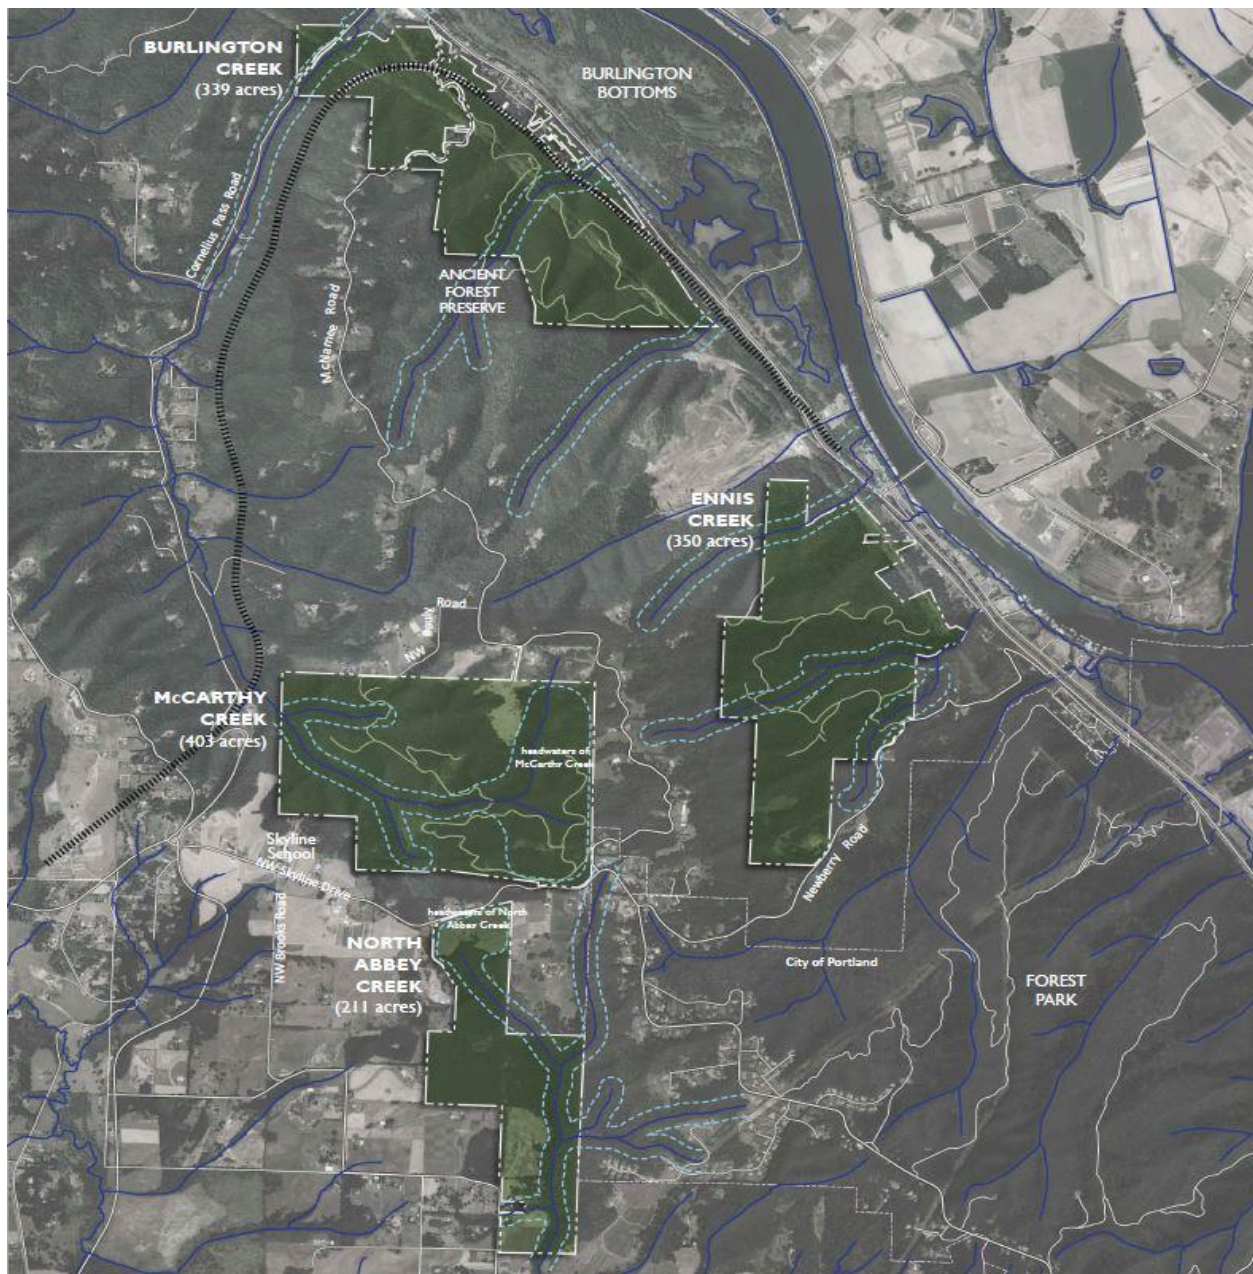 BURLINGTON
CREEK
(339 acres)
BURLINGTON
BOTTOMS
Cornelius Pass Road
McNamee Road
ANCIENT
FOREST
PRESERVE
ENNIS
CREEK
(350 acres)
NW Rouly Road
McCARTHY
CREEK
(403 acres)
headwaters of
McCarthy Creek
Skyline
School
NW Skyline Drive
Newberry Road
headwaters of North
Abbey Creek
NW Brooks Road
NORTH
ABBEY
CREEK
(211 acres)
City of Portland
FOREST
PARK